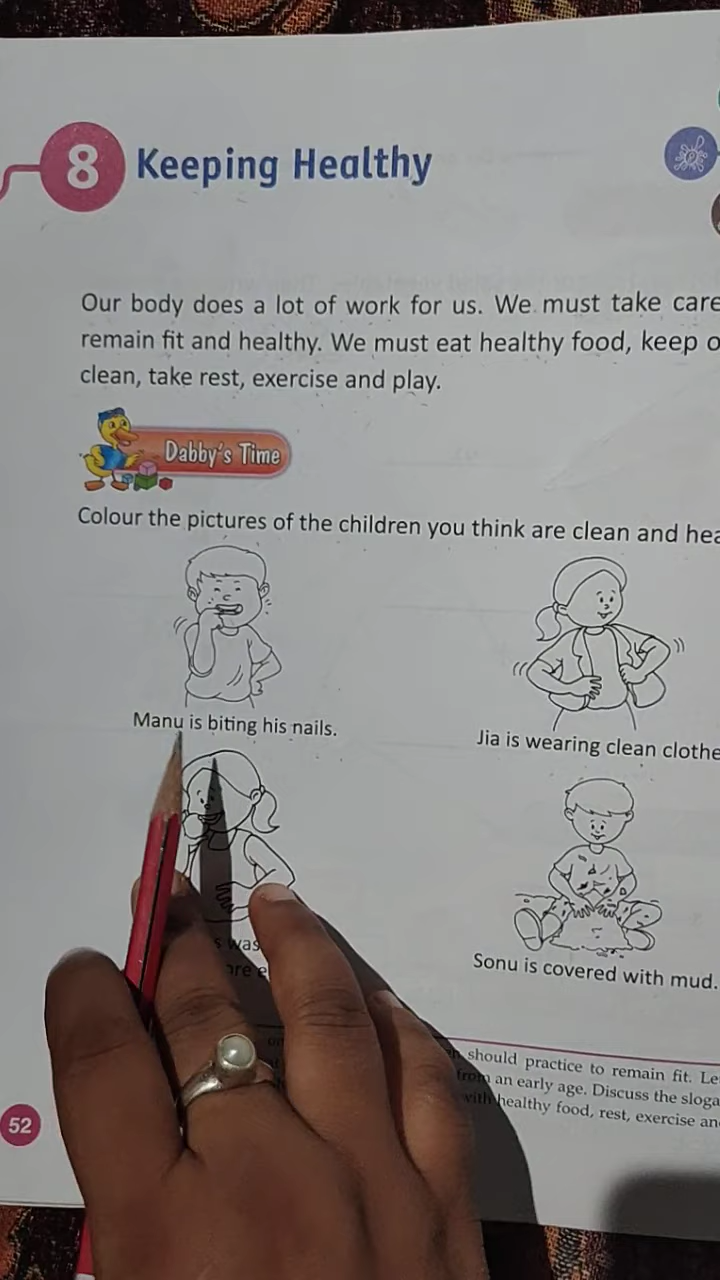 8 Keeping Healthy
Our body does a lot of work for us. We must take care
remain fit and healthy. We must eat healthy food, keep o
clean, take rest, exercise and play.
Dabby's Time
Colour the pictures of the children you think are clean and hea
Manu is biting his nails.
Jia is wearing clean clothe
s was
are e
Sonu is covered with mud.
should practice to remain fit. Le
from an early age. Discuss the sloga
with healthy food, rest, exercise an
52